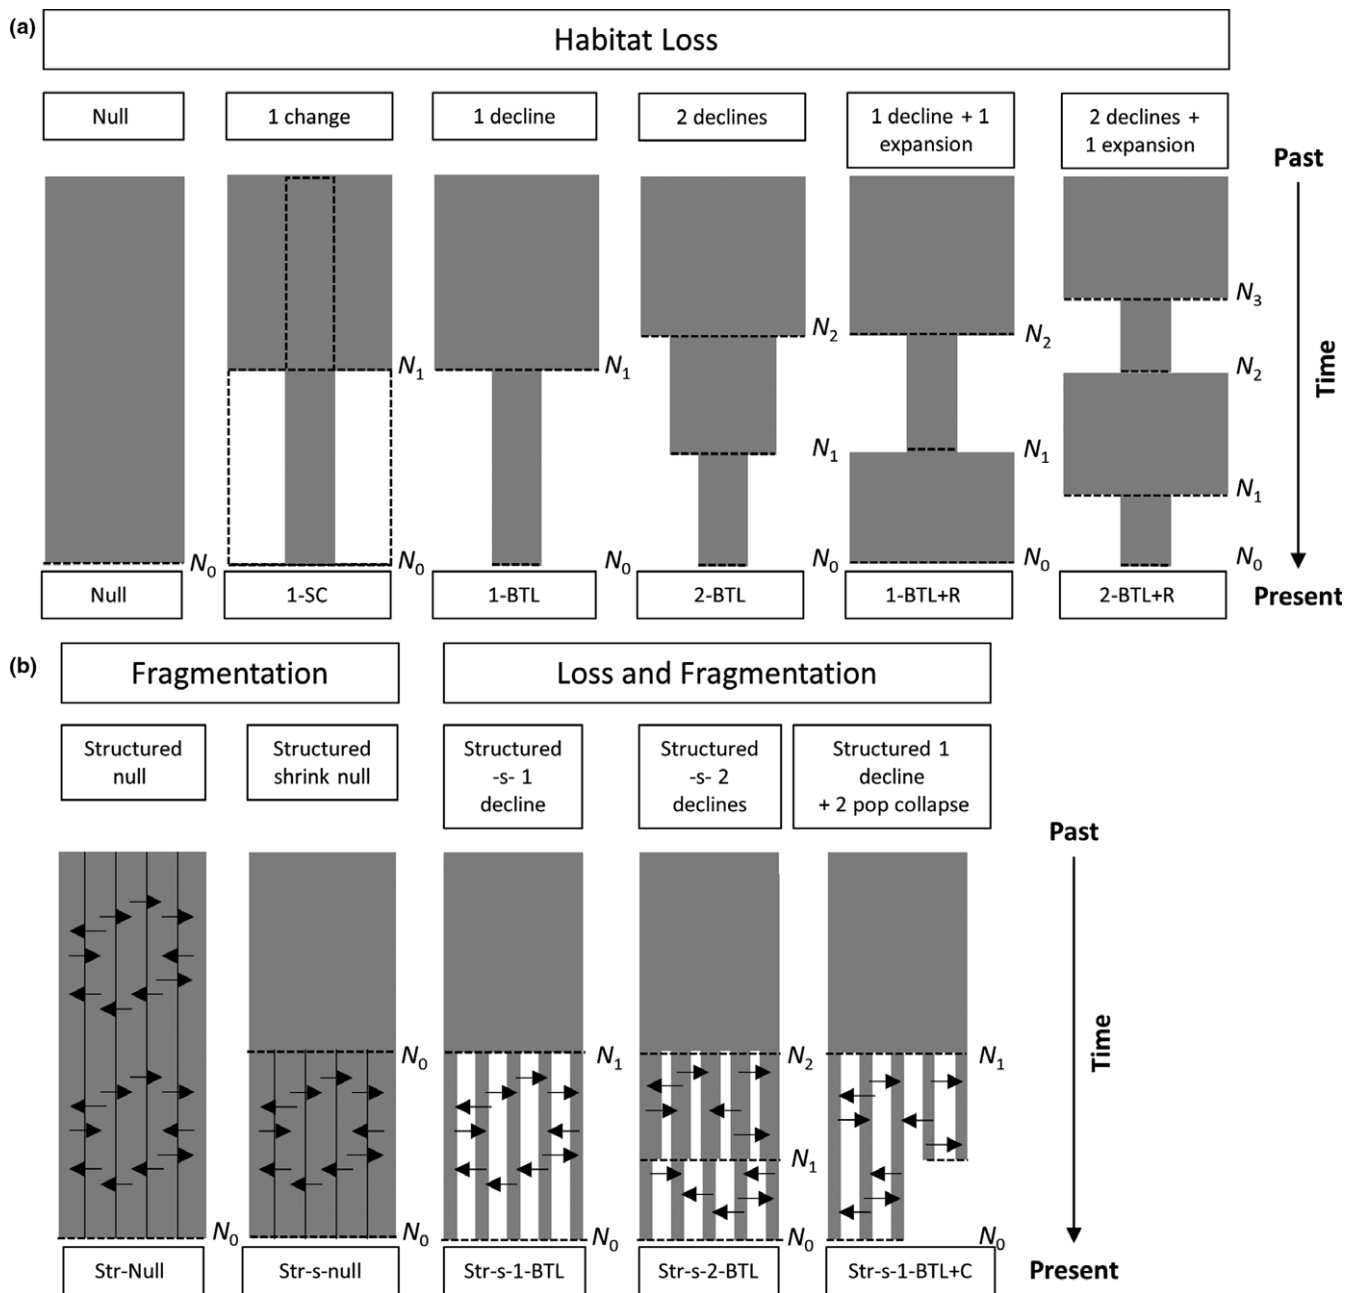 (a)
Habitat Loss
Null
1 change
1 decline
2 declines
1 decline + 1
expansion
2 declines +
1 expansion
Past
Time
Present
N0
Null
N1
N0
1-SC
N1
N0
1-BTL
N2
N1
N0
2-BTL
N2
N1
N0
1-BTL+R
N3
N2
N1
N0
2-BTL+R
(b)
Fragmentation
Loss and Fragmentation
Structured
null
Structured
shrink null
Structured
-s- 1
decline
Structured
-s- 2
declines
Structured 1
decline
+ 2 pop collapse
Past
Time
Present
N0
Str-Null
N0
N0
Str-s-null
N1
N0
Str-s-1-BTL
N2
N1
N0
Str-s-2-BTL
N1
N0
Str-s-1-BTL+C